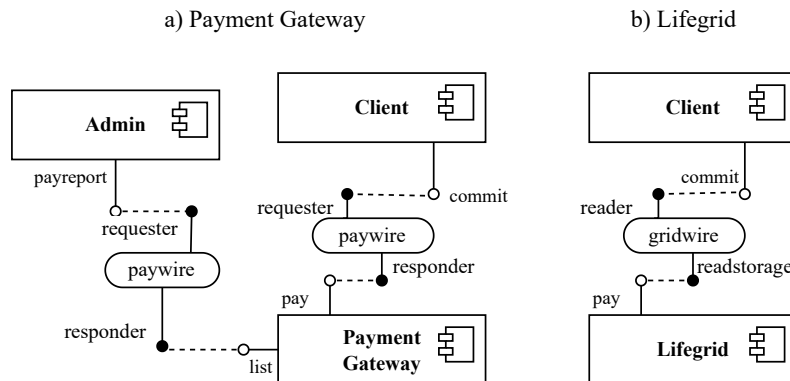 a) Payment Gateway
b) Lifegrid
Admin
Client
Client
payreport
commit
commit
requester
requester
reader
paywire
gridwire
paywire
responder
readstorage
pay
pay
responder
list
Payment
Gateway
Lifegrid